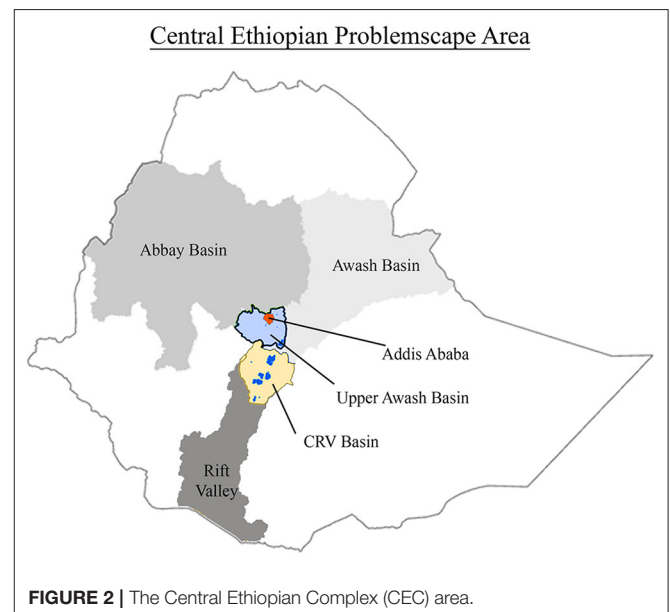 Central Ethiopian Problemscape Area
Abbay Basin
Awash Basin
Addis Ababa
Upper Awash Basin
CRV Basin
Rift
Valley
FIGURE 2 | The Central Ethiopian Complex (CEC) area.